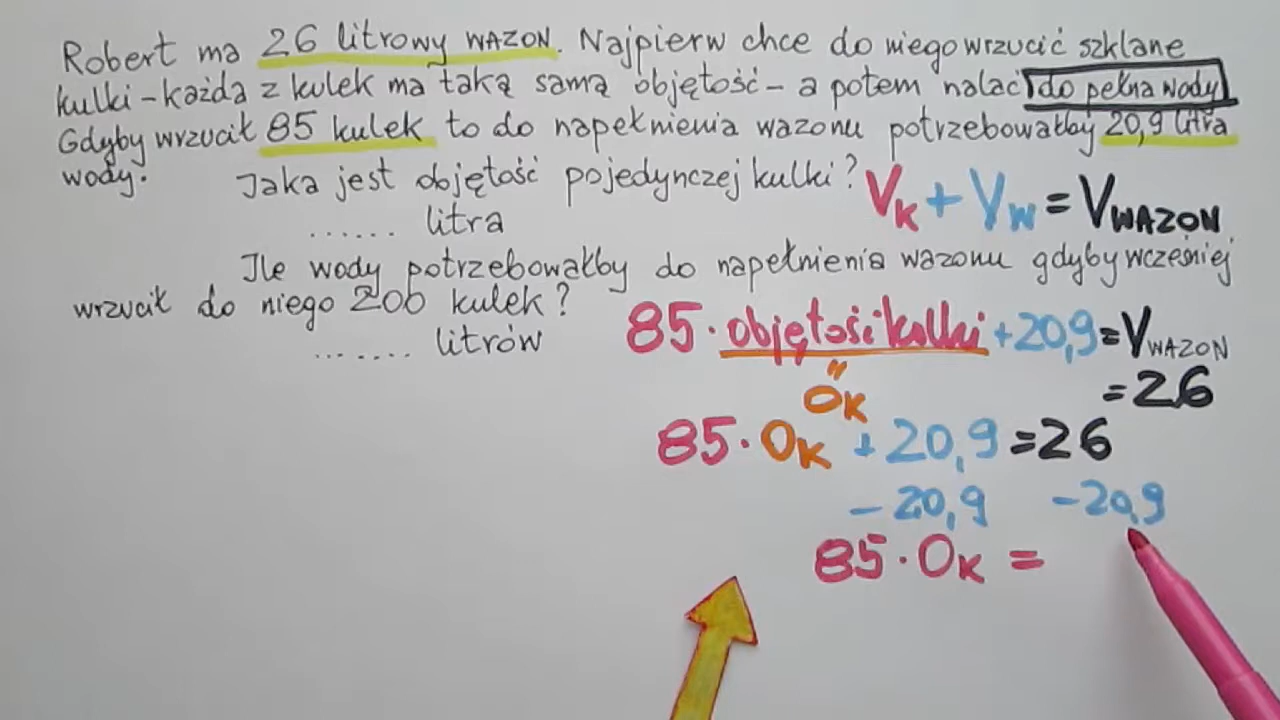 Robert ma 26 litrowy WAZON. Najpierw chce do niego wrzucić szklane
kulki - każda z kulek ma taką samą objętość - a potem nalać do pełna wody
Gdyby wrzucił 85 kulek to do napełnienia wazonu potrzebowałby 20,9 litra
wody.
Jaka jest objętość pojedynczej kulki?
...... litra
VK + VW = VWAZON
Ile wody potrzebowałby do napełnienia wazonu gdyby wcześniej
wrzucił do niego 200 kulek?
....... litrów
85 · objętość kulki + 20,9 = VWAZON
" = 26
OK
85 · OK + 20,9 = 26
- 20,9 - 20,9
85 · OK =